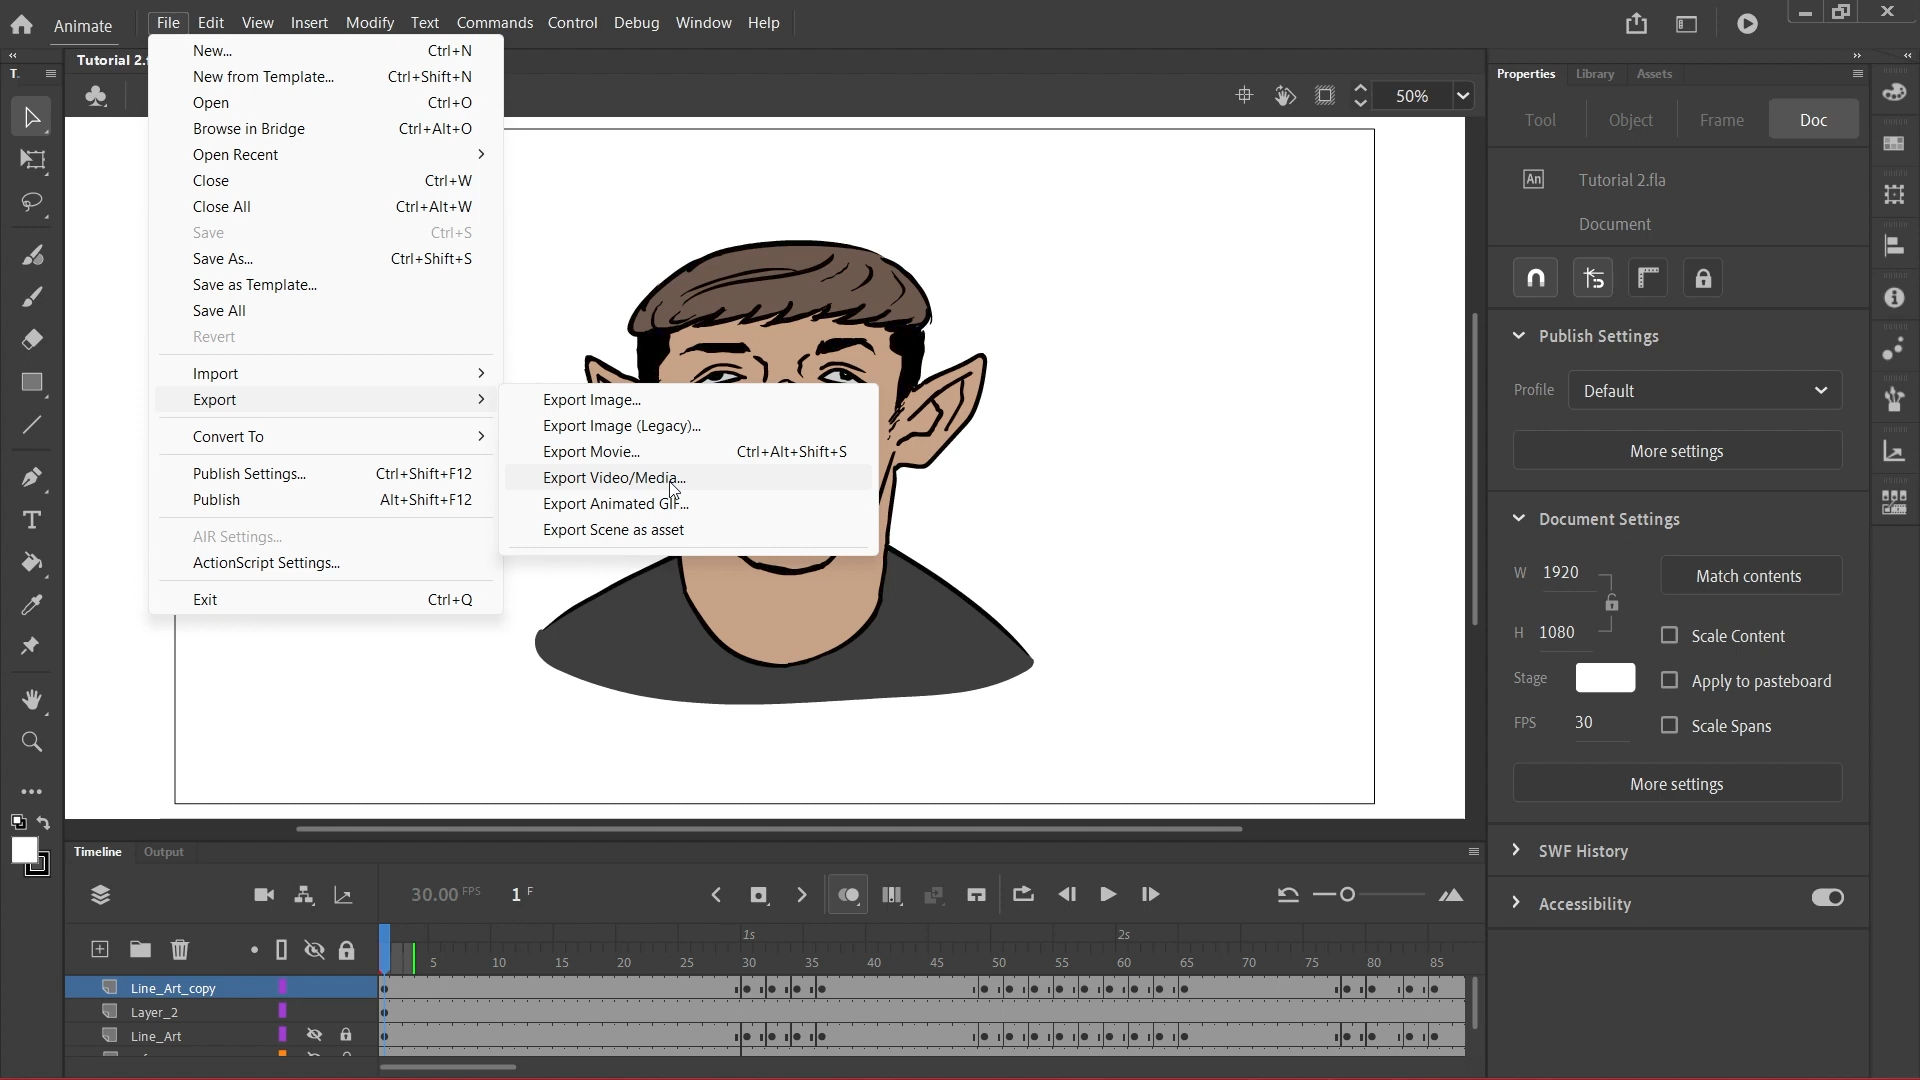 Animate
File Edit View Insert Modify Text Commands Control Debug Window Help
T.
Tutorial 2.
50%
New... Ctrl+N
New from Template... Ctrl+Shift+N
Open Ctrl+O
Browse in Bridge Ctrl+Alt+O
Open Recent
Close Ctrl+W
Close All Ctrl+Alt+W
Save Ctrl+S
Save As... Ctrl+Shift+S
Save as Template...
Save All
Revert
Import
Export
Convert To
Publish Settings... Ctrl+Shift+F12
Publish Alt+Shift+F12
AIR Settings...
ActionScript Settings...
Exit Ctrl+Q
Export Image...
Export Image (Legacy)...
Export Movie... Ctrl+Alt+Shift+S
Export Video/Media...
Export Animated GIF...
Export Scene as asset
Properties Library Assets
Tool Object Frame Doc
An Tutorial 2.fla
Document
Publish Settings
Profile Default
More settings
Document Settings
W 1920 Match contents
H 1080 Scale Content
Stage Apply to pasteboard
FPS 30 Scale Spans
More settings
SWF History
Accessibility
Timeline Output
30.00 FPS 1 F
1s 2s
5 10 15 20 25 30 35 40 45 50 55 60 65 70 75 80 85
Line_Art_copy
Layer_2
Line_Art